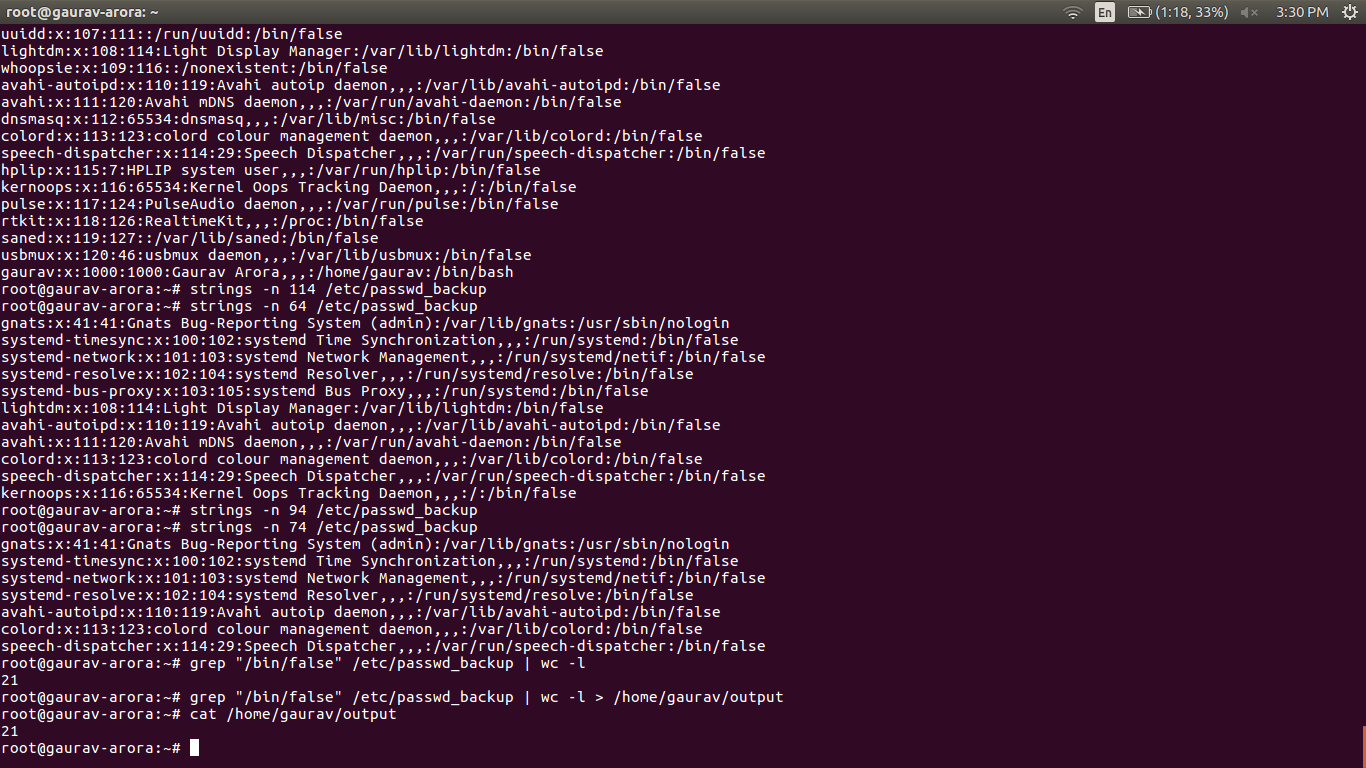 root@gaurav-arora: ~
En (1:18, 33%) 3:30 PM
uuidd:x:107:111::/run/uuidd:/bin/false
lightdm:x:108:114:Light Display Manager:/var/lib/lightdm:/bin/false
whoopsie:x:109:116::/nonexistent:/bin/false
avahi-autoipd:x:110:119:Avahi autoip daemon,,,:/var/lib/avahi-autoipd:/bin/false
avahi:x:111:120:Avahi mDNS daemon,,,:/var/run/avahi-daemon:/bin/false
dnsmasq:x:112:65534:dnsmasq,,,:/var/lib/misc:/bin/false
colord:x:113:123:colord colour management daemon,,,:/var/lib/colord:/bin/false
speech-dispatcher:x:114:29:Speech Dispatcher,,,:/var/run/speech-dispatcher:/bin/false
hplip:x:115:7:HPLIP system user,,,:/var/run/hplip:/bin/false
kernoops:x:116:65534:Kernel Oops Tracking Daemon,,,:/:/bin/false
pulse:x:117:124:PulseAudio daemon,,,:/var/run/pulse:/bin/false
rtkit:x:118:126:RealtimeKit,,,:/proc:/bin/false
saned:x:119:127::/var/lib/saned:/bin/false
usbmux:x:120:46:usbmux daemon,,,:/var/lib/usbmux:/bin/false
gaurav:x:1000:1000:Gaurav Arora,,,:/home/gaurav:/bin/bash
root@gaurav-arora:~# strings -n 114 /etc/passwd_backup
root@gaurav-arora:~# strings -n 64 /etc/passwd_backup
gnats:x:41:41:Gnats Bug-Reporting System (admin):/var/lib/gnats:/usr/sbin/nologin
systemd-timesync:x:100:102:systemd Time Synchronization,,,:/run/systemd:/bin/false
systemd-network:x:101:103:systemd Network Management,,,:/run/systemd/netif:/bin/false
systemd-resolve:x:102:104:systemd Resolver,,,:/run/systemd/resolve:/bin/false
systemd-bus-proxy:x:103:105:systemd Bus Proxy,,,:/run/systemd:/bin/false
lightdm:x:108:114:Light Display Manager:/var/lib/lightdm:/bin/false
avahi-autoipd:x:110:119:Avahi autoip daemon,,,:/var/lib/avahi-autoipd:/bin/false
avahi:x:111:120:Avahi mDNS daemon,,,:/var/run/avahi-daemon:/bin/false
colord:x:113:123:colord colour management daemon,,,:/var/lib/colord:/bin/false
speech-dispatcher:x:114:29:Speech Dispatcher,,,:/var/run/speech-dispatcher:/bin/false
kernoops:x:116:65534:Kernel Oops Tracking Daemon,,,:/:/bin/false
root@gaurav-arora:~# strings -n 94 /etc/passwd_backup
root@gaurav-arora:~# strings -n 74 /etc/passwd_backup
gnats:x:41:41:Gnats Bug-Reporting System (admin):/var/lib/gnats:/usr/sbin/nologin
systemd-timesync:x:100:102:systemd Time Synchronization,,,:/run/systemd:/bin/false
systemd-network:x:101:103:systemd Network Management,,,:/run/systemd/netif:/bin/false
systemd-resolve:x:102:104:systemd Resolver,,,:/run/systemd/resolve:/bin/false
avahi-autoipd:x:110:119:Avahi autoip daemon,,,:/var/lib/avahi-autoipd:/bin/false
colord:x:113:123:colord colour management daemon,,,:/var/lib/colord:/bin/false
speech-dispatcher:x:114:29:Speech Dispatcher,,,:/var/run/speech-dispatcher:/bin/false
root@gaurav-arora:~# grep "/bin/false" /etc/passwd_backup | wc -l
21
root@gaurav-arora:~# grep "/bin/false" /etc/passwd_backup | wc -l > /home/gaurav/output
root@gaurav-arora:~# cat /home/gaurav/output
21
root@gaurav-arora:~#